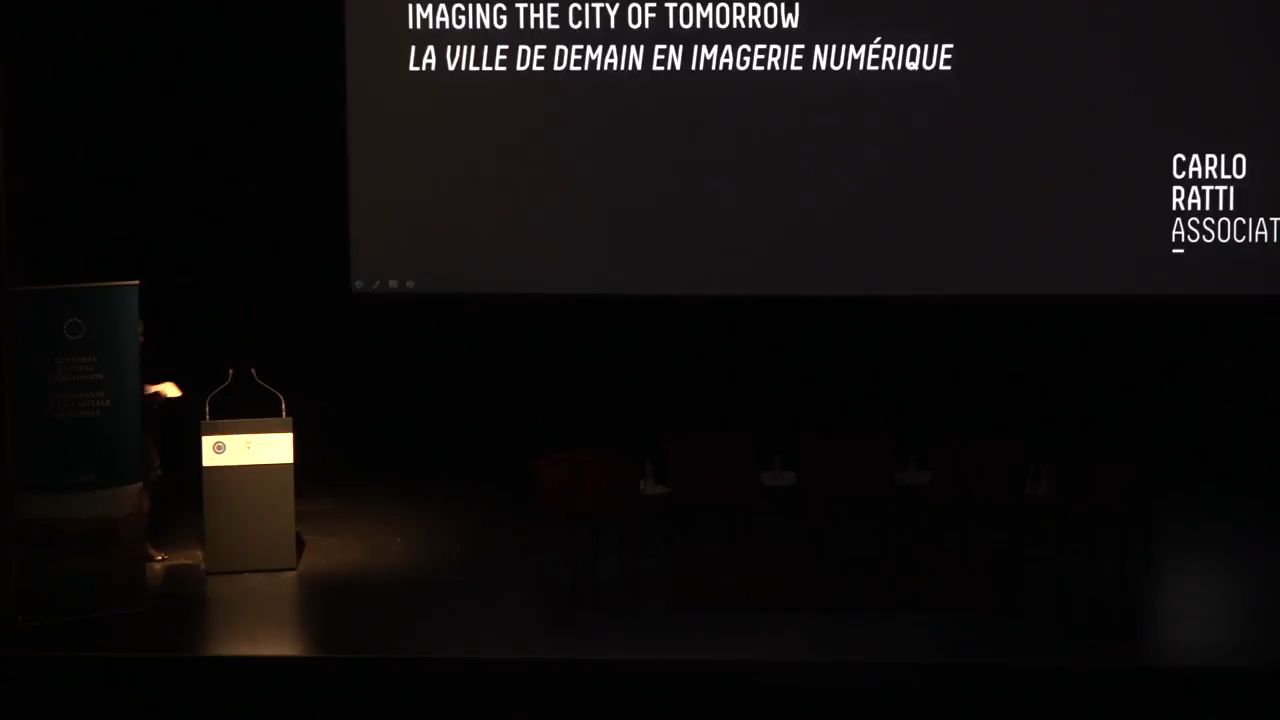 IMAGING THE CITY OF TOMORROW
LA VILLE DE DEMAIN EN IMAGERIE NUMÉRIQUE
CARLO
RATTI
ASSOCIAT